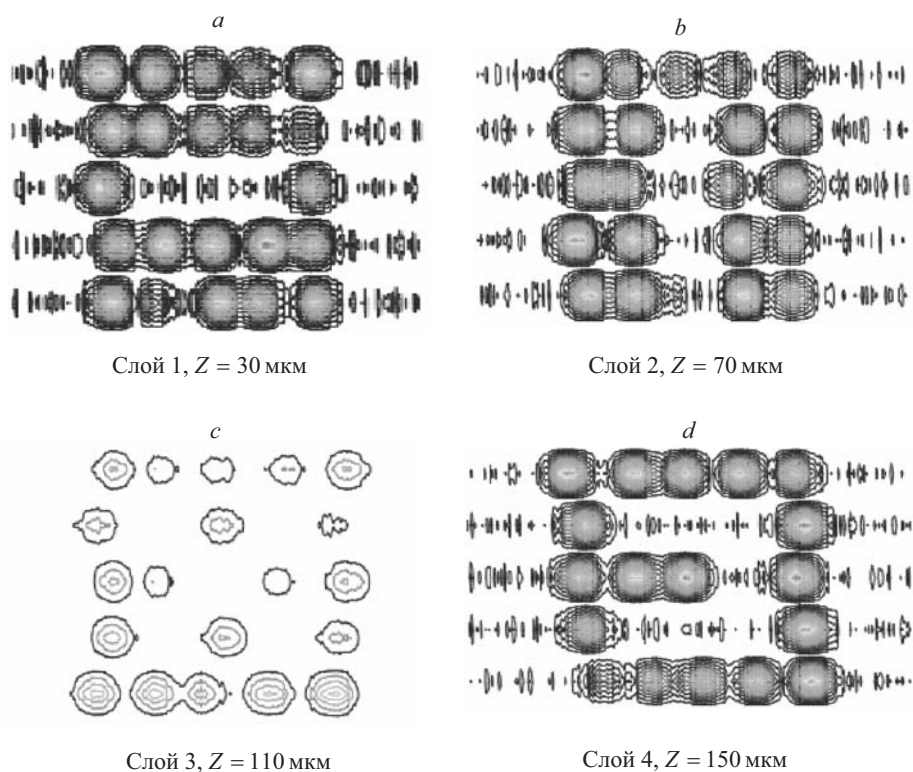 a
b
Слой 1, Z = 30 мкм
Слой 2, Z = 70 мкм
c
d
Слой 3, Z = 110 мкм
Слой 4, Z = 150 мкм